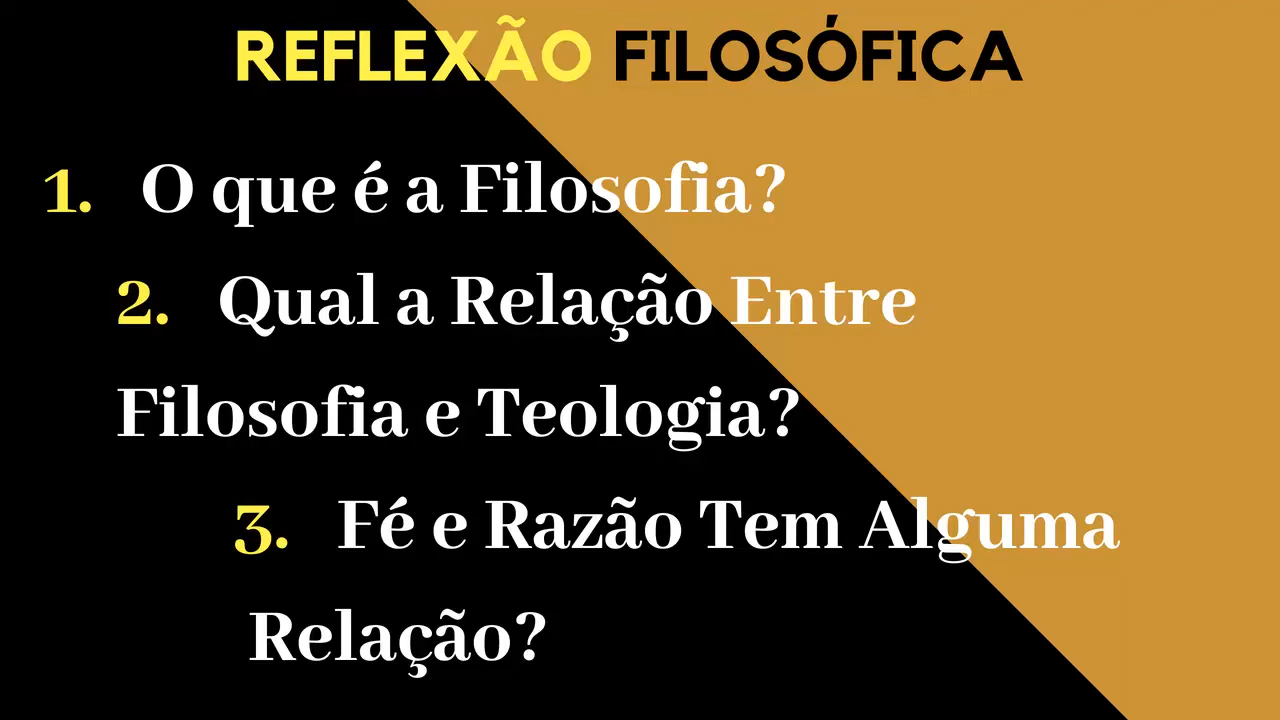 REFLEXÃO FILOSÓFICA
1. O que é a Filosofia?
2. Qual a Relação Entre
Filosofia e Teologia?
3. Fé e Razão Tem Alguma
Relação?